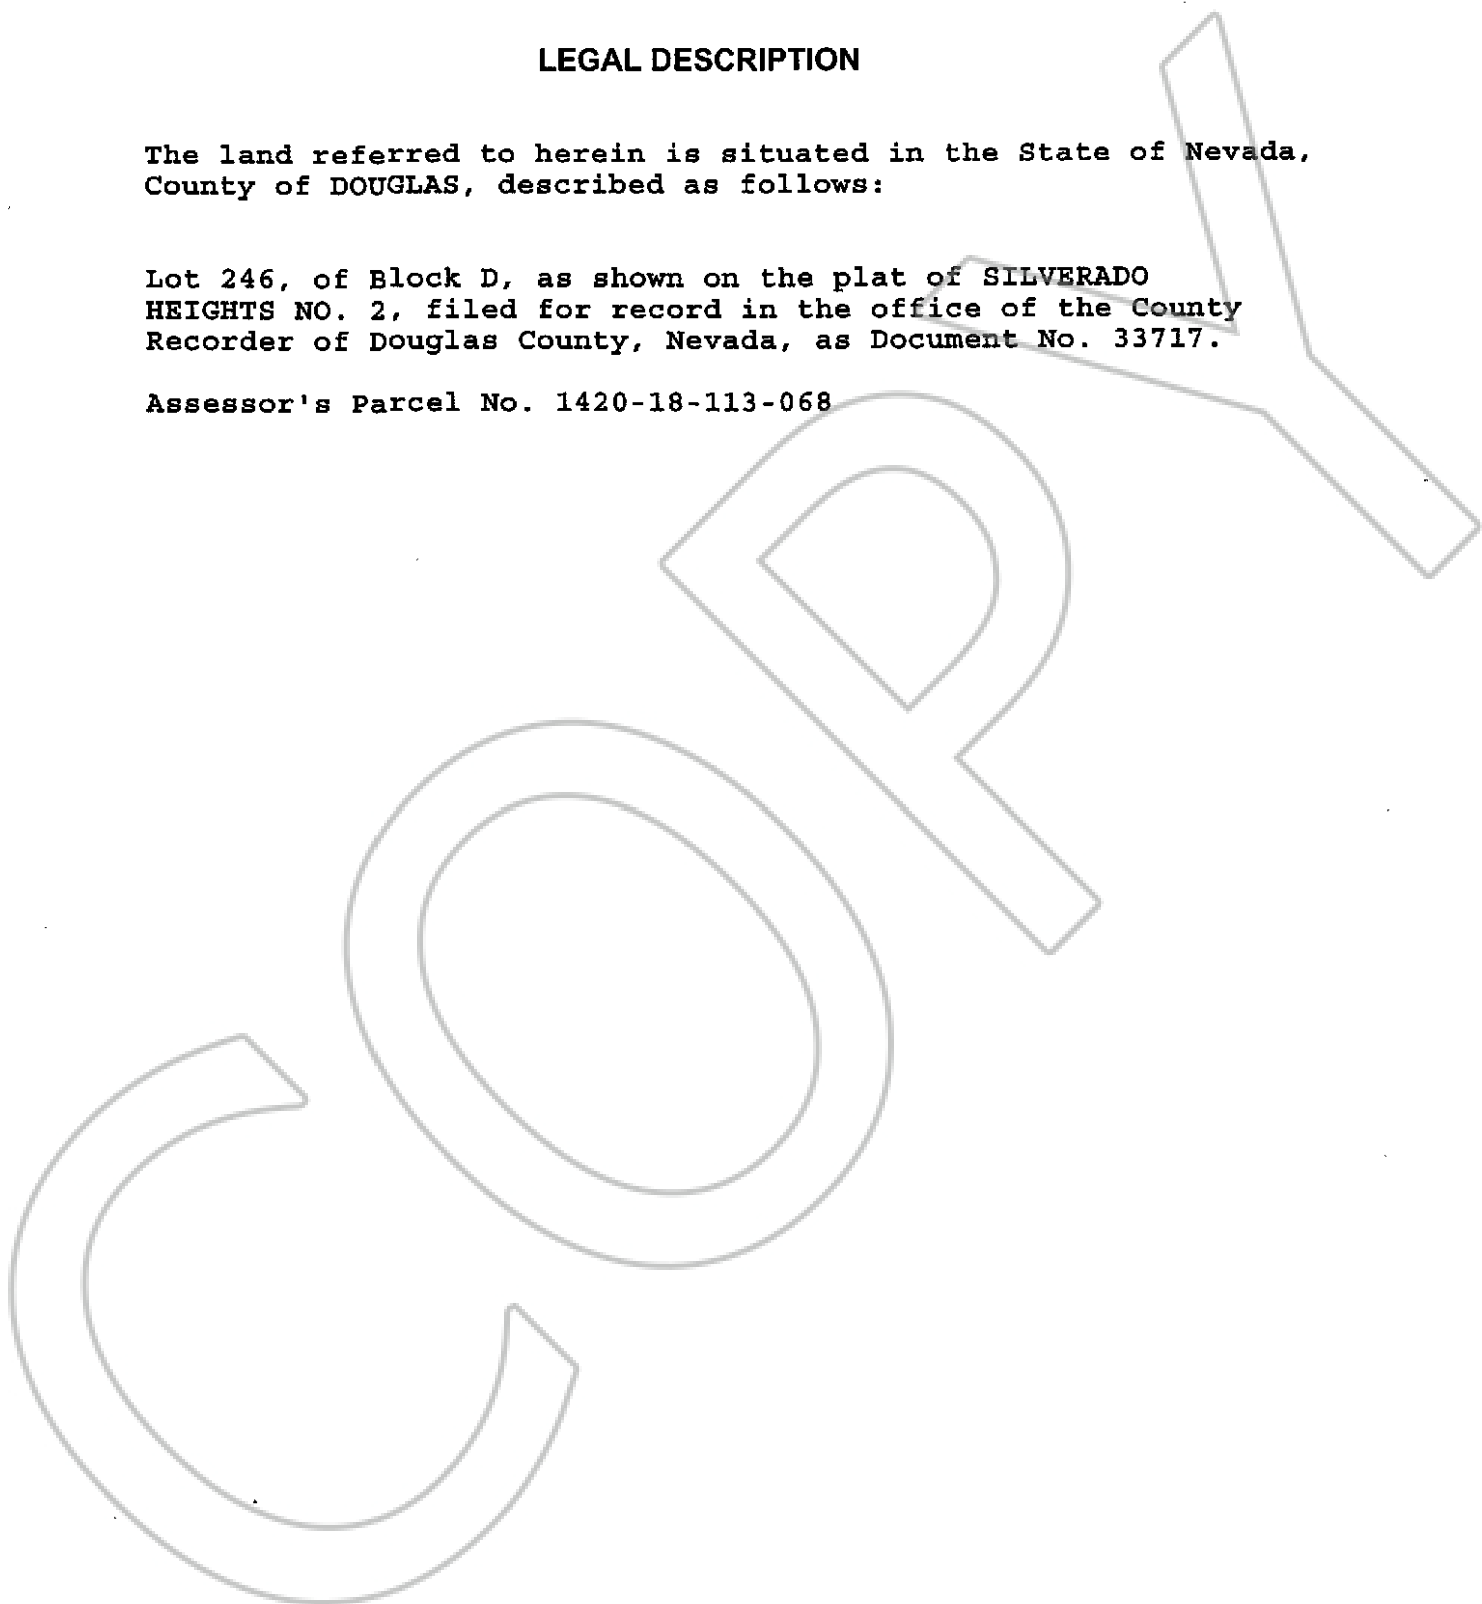 LEGAL DESCRIPTION
The land referred to herein is situated in the State of Nevada,
County of DOUGLAS, described as follows:
Lot 246, of Block D, as shown on the plat of SILVERADO
HEIGHTS NO. 2, filed for record in the office of the County
Recorder of Douglas County, Nevada, as Document No. 33717.
Assessor's Parcel No. 1420-18-113-068
COPY